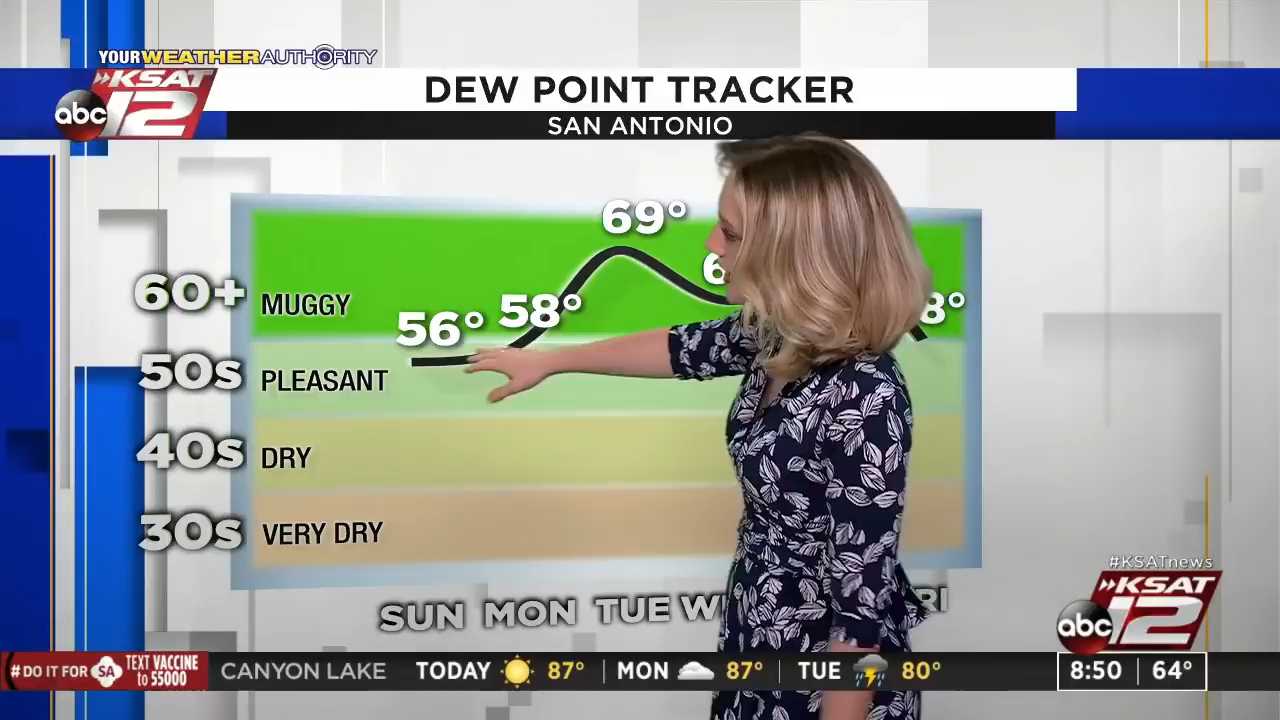 YOURWEATHERAUTHORITY
KSAT
abc 12
DEW POINT TRACKER
SAN ANTONIO
69°
56° 58°
60+ MUGGY
50s PLEASANT
40s DRY
30s VERY DRY
SUN MON TUE
#KSATnews
KSAT
abc 12
#DO IT FOR SA TEXT VACCINE
to 55000
CANYON LAKE TODAY 87° MON 87° TUE 80°
8:50 64°